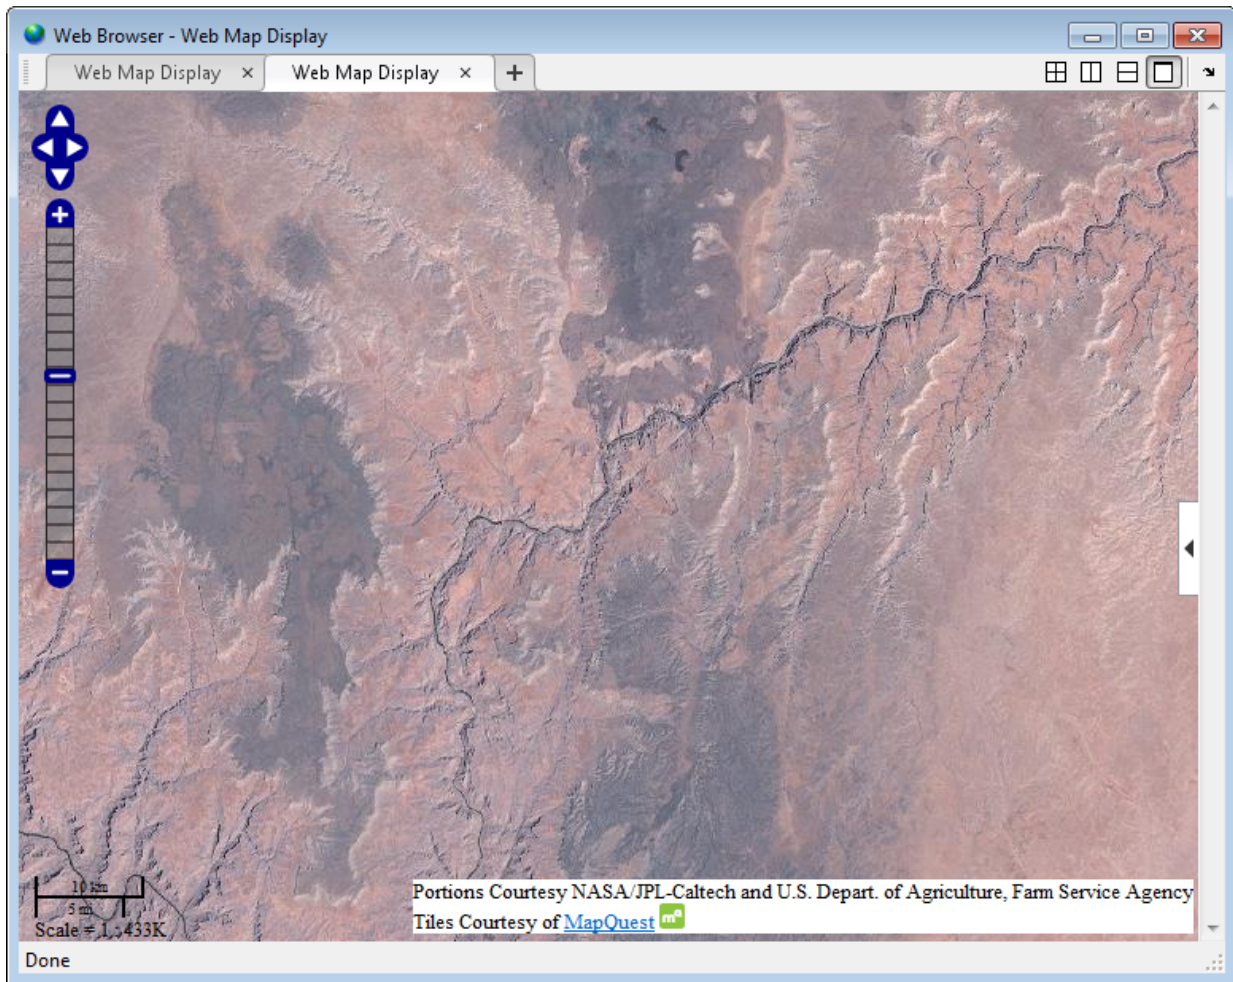 Web Browser - Web Map Display
Web Map Display
Web Map Display
10 km
5 mi
Scale = 1 : 433K
Portions Courtesy NASA/JPL-Caltech and U.S. Depart. of Agriculture, Farm Service Agency
Tiles Courtesy of MapQuest
Done